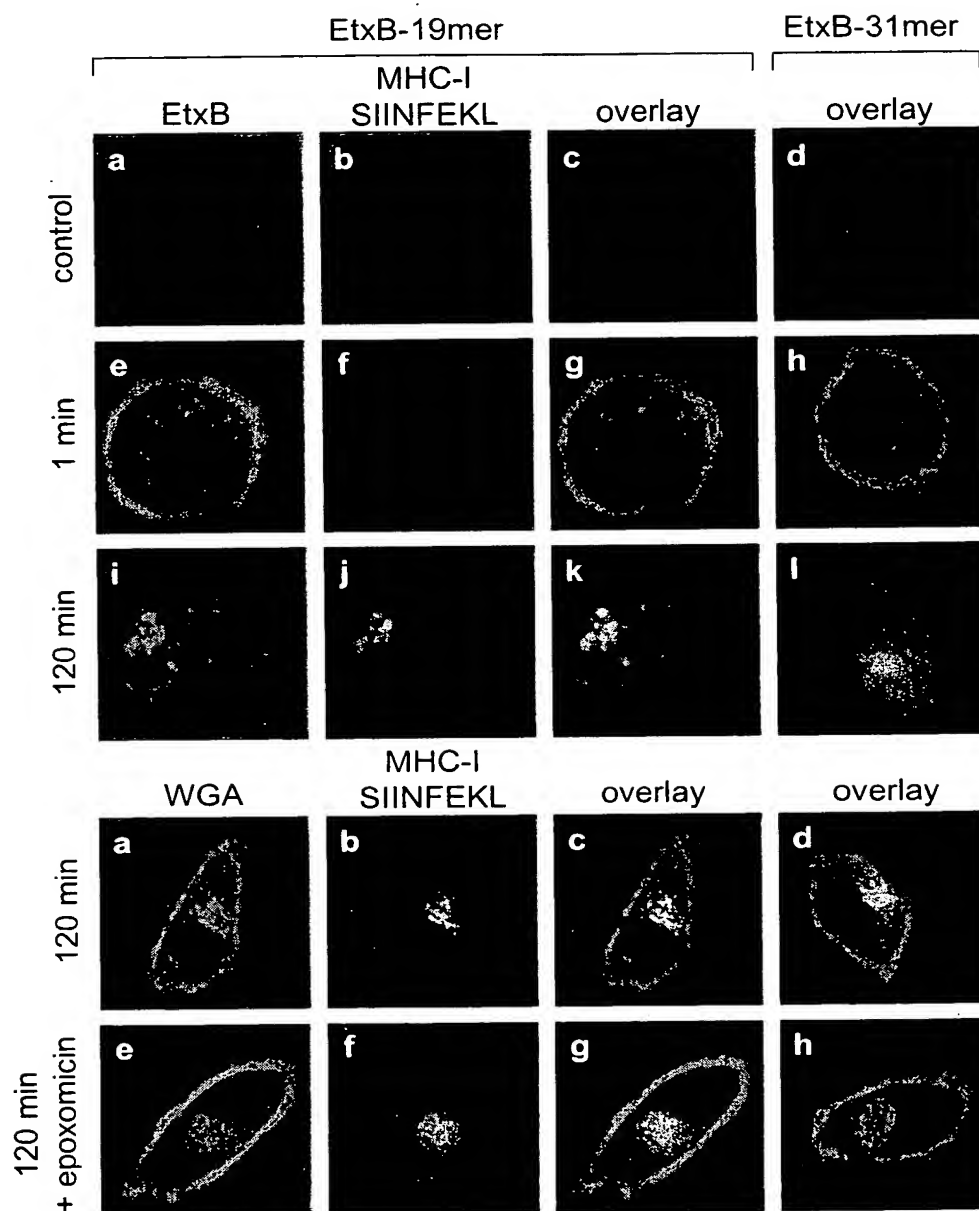 EtxB-19mer EtxB-31mer
MHC-I
EtxB SIINFEKL overlay overlay
control a b c d
1 min e f g h
120 min i j k l
MHC-I
WGA SIINFEKL overlay overlay
120 min a b c d
120 min
+ epoxomicin e f g h